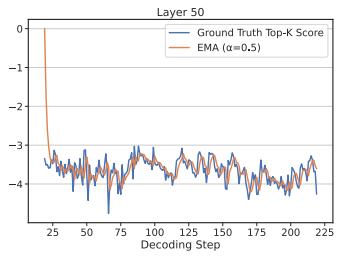 Layer 50
Ground Truth Top-K Score
EMA (α=0.5)
0
−1
−2
−3
−4
25 50 75 100 125 150 175 200 225
Decoding Step